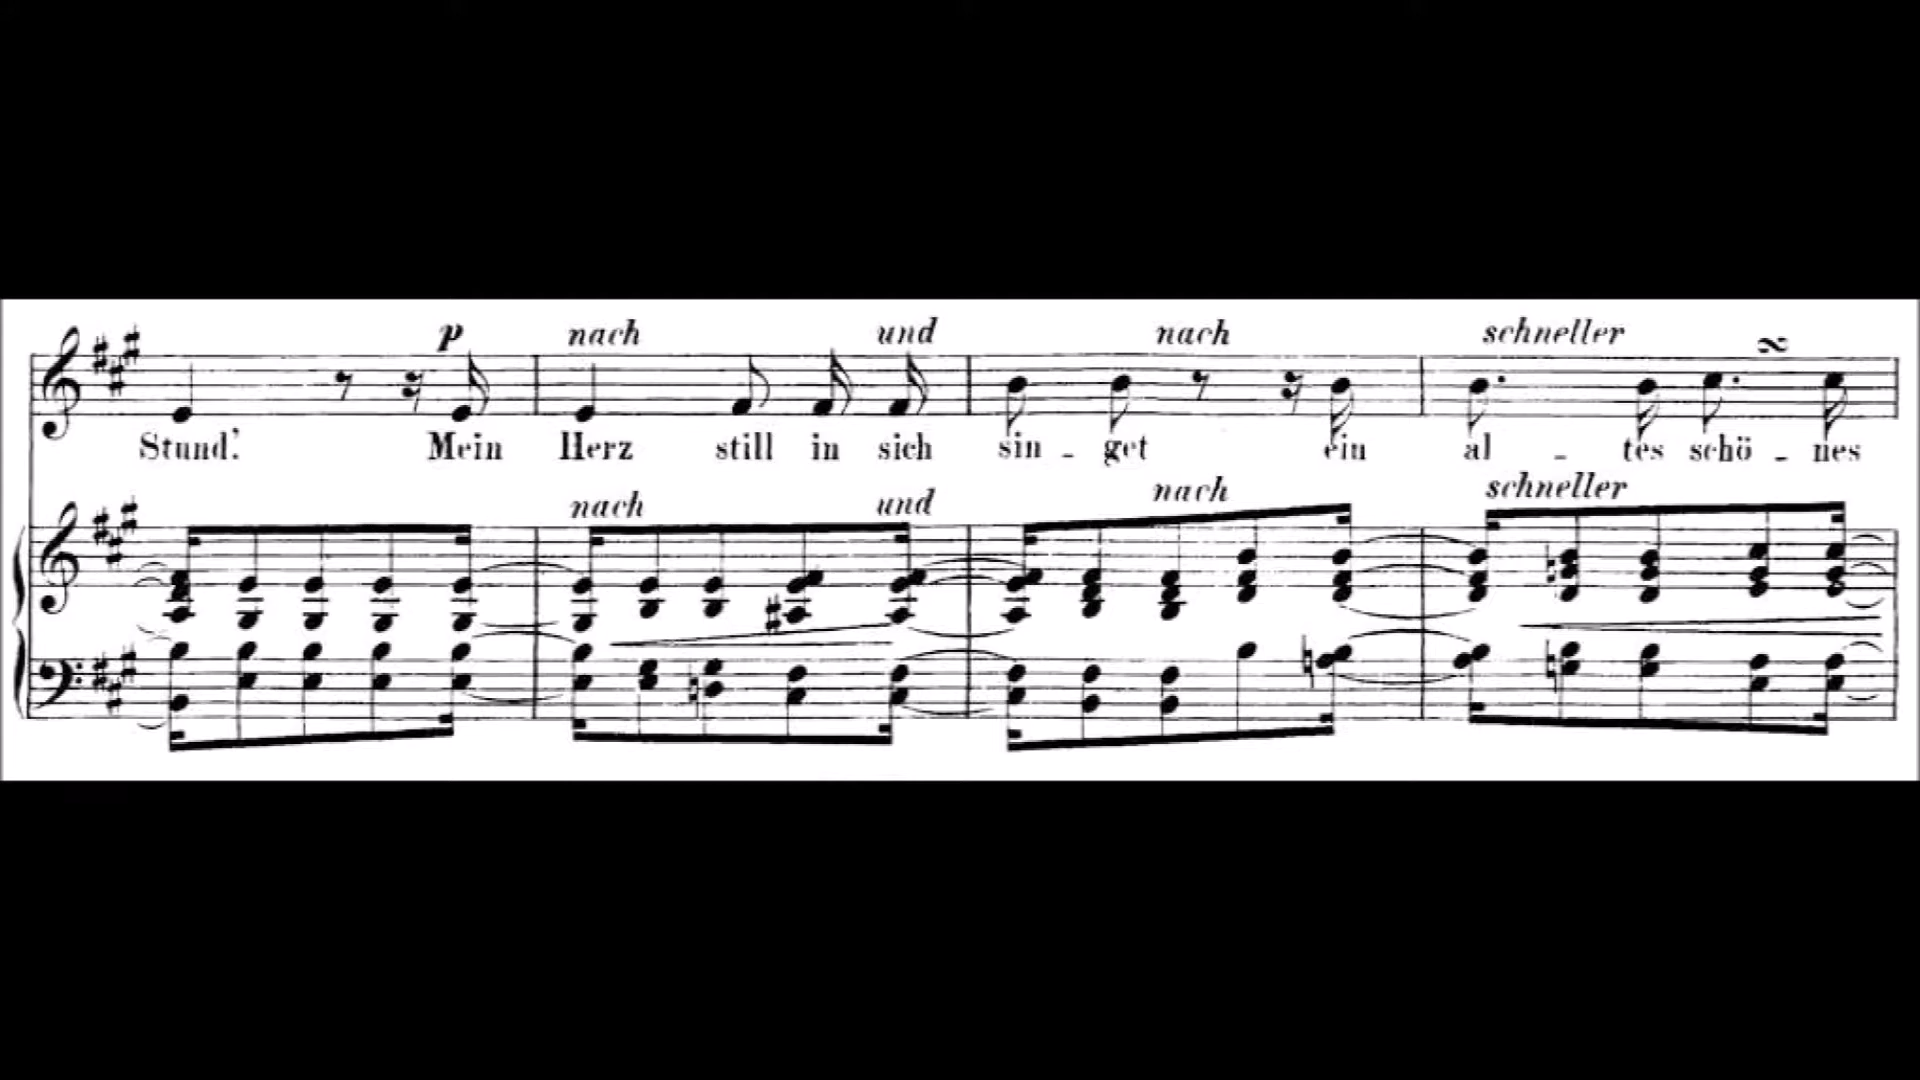 p nach und nach schneller
Stund'. Mein Herz still in sich sin - get ein al - tes schö - nes
nach und nach schneller